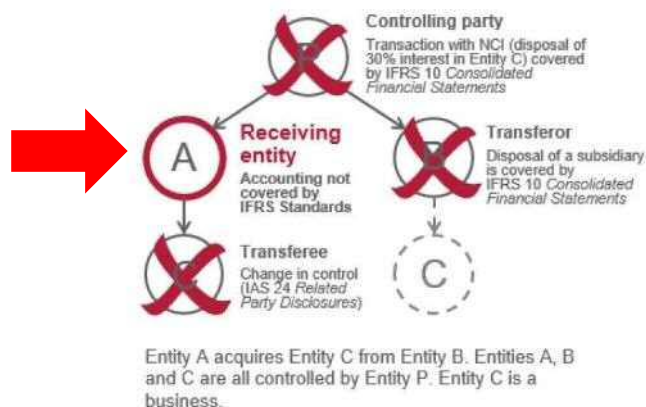 Controlling party
Transaction with NCI (disposal of
30% interest in Entity C) covered
by IFRS 10 Consolidated
Financial Statements
A
Receiving
entity
Accounting not
covered by
IFRS Standards
Transferor
Disposal of a subsidiary
is covered by
IFRS 10 Consolidated
Financial Statements
Transferee
Change in control
(IAS 24 Related
Party Disclosures)
C
Entity A acquires Entity C from Entity B. Entities A, B
and C are all controlled by Entity P. Entity C is a
business.